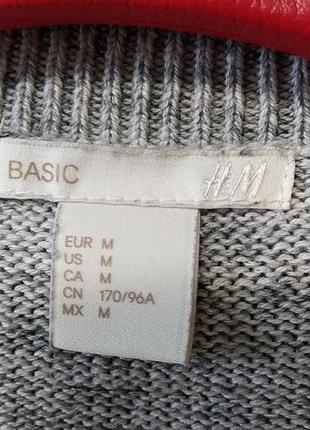 BASIC H&M
EUR M
US M
CA M
CN 170/96A
MX M